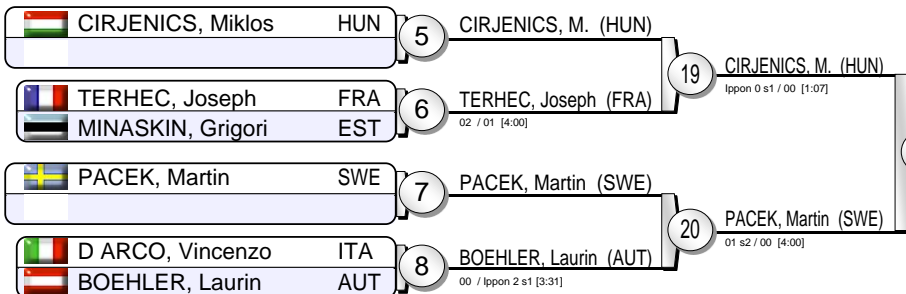 CIRJENICS, Miklos HUN
5
CIRJENICS, M. (HUN)
19
CIRJENICS, M. (HUN)
Ippon 0 s1 / 00 [1:07]
TERHEC, Joseph FRA
MINASKIN, Grigori EST
6
TERHEC, Joseph (FRA)
02 / 01 [4:00]
PACEK, Martin SWE
7
PACEK, Martin (SWE)
20
PACEK, Martin (SWE)
01 s2 / 00 [4:00]
D ARCO, Vincenzo ITA
BOEHLER, Laurin AUT
8
BOEHLER, Laurin (AUT)
00 / Ippon 2 s1 [3:31]